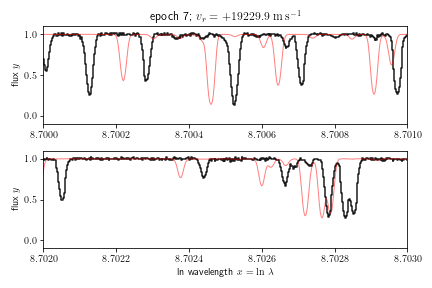 epoch 7; v_r = +19229.9 m s^−1
flux y
1.0
0.5
0.0
8.7000 8.7002 8.7004 8.7006 8.7008 8.7010
flux y
1.0
0.5
0.0
8.7020 8.7022 8.7024 8.7026 8.7028 8.7030
ln wavelength x = ln λ